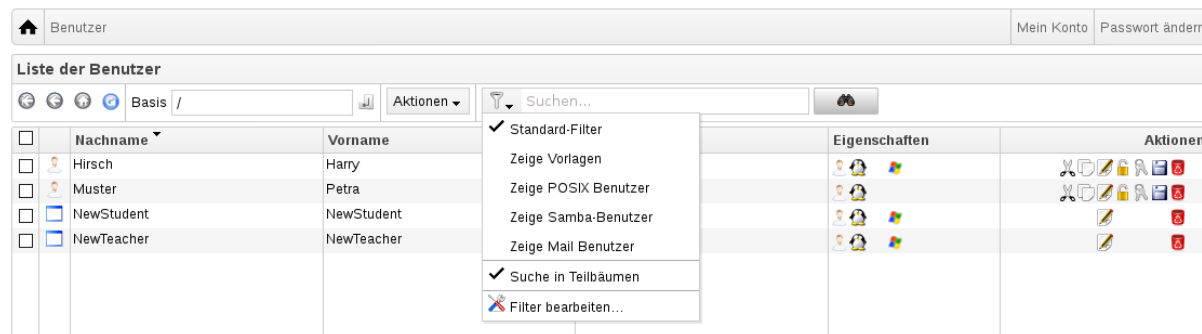 Benutzer Mein Konto Passwort ändern
Liste der Benutzer
Basis / Aktionen Suchen...
Nachname Vorname Eigenschaften Aktionen
Standard-Filter
Zeige Vorlagen
Zeige POSIX Benutzer
Zeige Samba-Benutzer
Zeige Mail Benutzer
Suche in Teilbäumen
Filter bearbeiten...
Hirsch Harry
Muster Petra
NewStudent NewStudent
NewTeacher NewTeacher